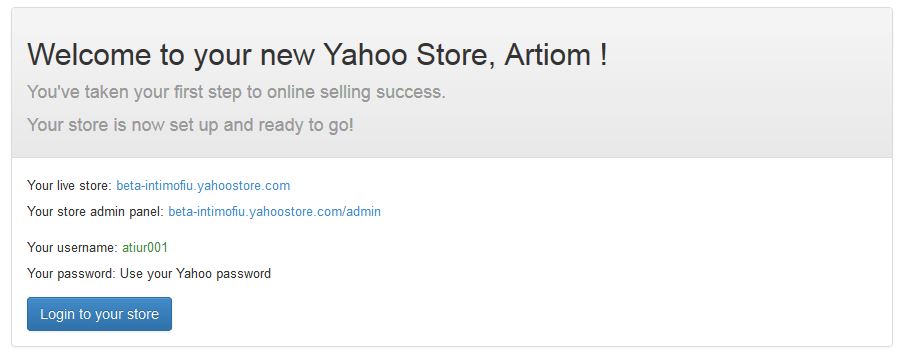 Welcome to your new Yahoo Store, Artiom !
You've taken your first step to online selling success.
Your store is now set up and ready to go!
Your live store: beta-intimofiu.yahoostore.com
Your store admin panel: beta-intimofiu.yahoostore.com/admin
Your username: atiur001
Your password: Use your Yahoo password
Login to your store